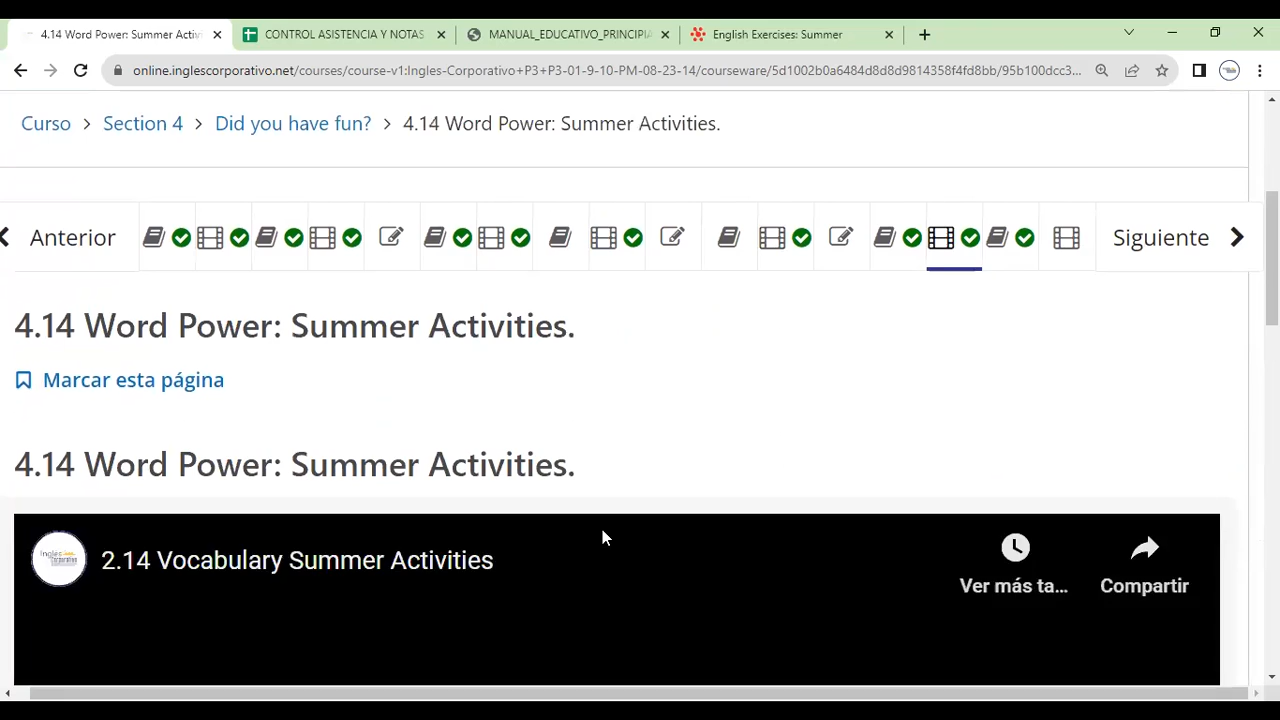 4.14 Word Power: Summer Activi
CONTROL ASISTENCIA Y NOTAS
MANUAL_EDUCATIVO_PRINCIPIA
English Exercises: Summer
online.inglescorporativo.net/courses/course-v1:Ingles-Corporativo+P3+P3-01-9-10-PM-08-23-14/courseware/5d1002b0a6484d8d8d9814358f4fd8bb/95b100dcc3...
Curso > Section 4 > Did you have fun? > 4.14 Word Power: Summer Activities.
Anterior
Siguiente
4.14 Word Power: Summer Activities.
Marcar esta página
4.14 Word Power: Summer Activities.
Ingles Corporativo
2.14 Vocabulary Summer Activities
Ver más ta...
Compartir